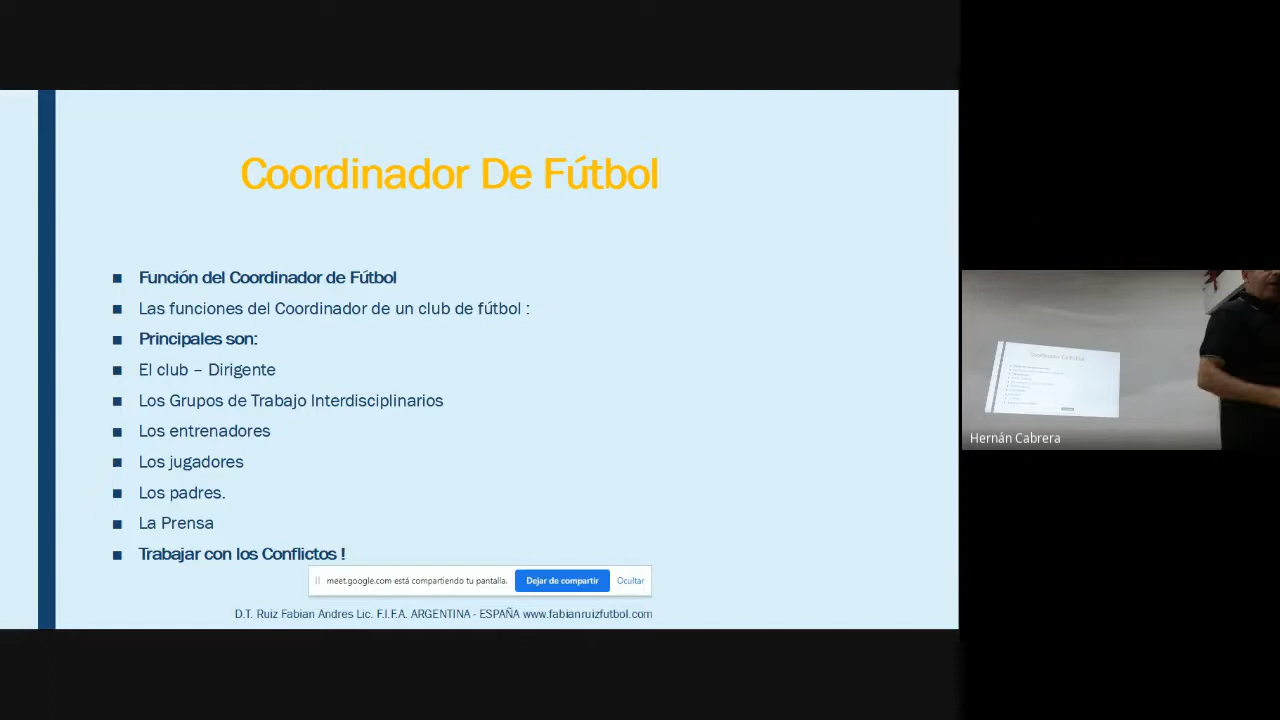 Coordinador De Fútbol
■ Función del Coordinador de Fútbol
■ Las funciones del Coordinador de un club de fútbol :
■ Principales son:
■ El club – Dirigente
■ Los Grupos de Trabajo Interdisciplinarios
■ Los entrenadores
■ Los jugadores
■ Los padres.
■ La Prensa
■ Trabajar con los Conflictos !
meet.google.com está compartiendo tu pantalla. Dejar de compartir Ocultar
D.T. Ruiz Fabian Andres Lic. F.I.F.A. ARGENTINA - ESPAÑA www.fabianruizfutbol.com
Coordinador De Fútbol
Hernán Cabrera